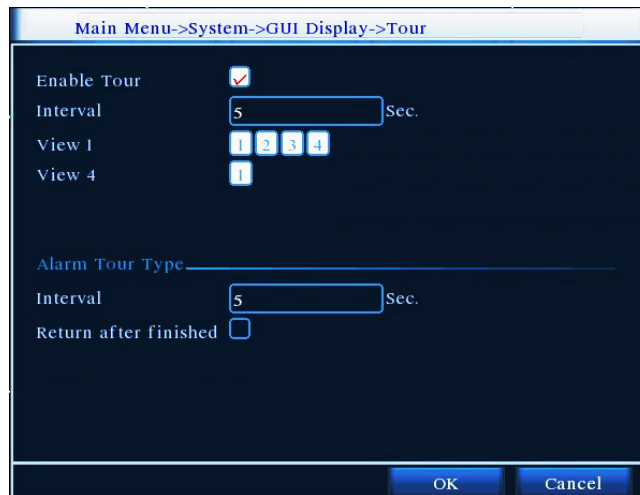 Main Menu->System->GUI Display->Tour
Enable Tour
Interval 5 Sec.
View 1 1 2 3 4
View 4 1
Alarm Tour Type
Interval 5 Sec.
Return after finished
OK Cancel